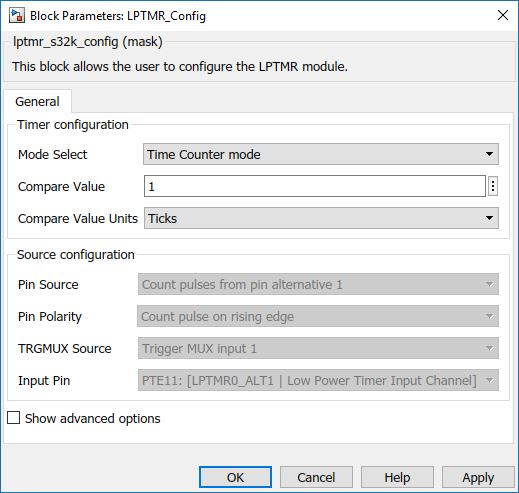 Block Parameters: LPTMR_Config
lptmr_s32k_config (mask)
This block allows the user to configure the LPTMR module.
General
Timer configuration
Mode Select Time Counter mode
Compare Value 1
Compare Value Units Ticks
Source configuration
Pin Source Count pulses from pin alternative 1
Pin Polarity Count pulse on rising edge
TRGMUX Source Trigger MUX input 1
Input Pin PTE11: [LPTMR0_ALT1 | Low Power Timer Input Channel]
Show advanced options
OK Cancel Help Apply